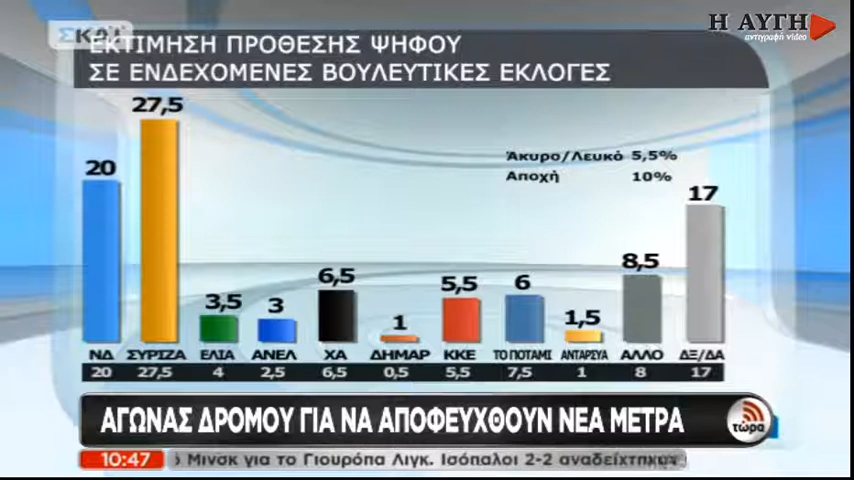 ΣΚΑΪ
Η ΑΥΓΗ
αντιγραφή video
ΕΚΤΙΜΗΣΗ ΠΡΟΘΕΣΗΣ ΨΗΦΟΥ
ΣΕ ΕΝΔΕΧΟΜΕΝΕΣ ΒΟΥΛΕΥΤΙΚΕΣ ΕΚΛΟΓΕΣ
Άκυρο/Λευκό 5,5%
Αποχή 10%
20 27,5 3,5 3 6,5 1 5,5 6 1,5 8,5 17
ΝΔ ΣΥΡΙΖΑ ΕΛΙΑ ΑΝΕΛ ΧΑ ΔΗΜΑΡ ΚΚΕ ΤΟ ΠΟΤΑΜΙ ΑΝΤΑΡΣΥΑ ΑΛΛΟ ΔΞ/ΔΑ
20 27,5 4 2,5 6,5 0,5 5,5 7,5 1 8 17
ΑΓΩΝΑΣ ΔΡΟΜΟΥ ΓΙΑ ΝΑ ΑΠΟΦΕΥΧΘΟΥΝ ΝΕΑ ΜΕΤΡΑ
τώρα
10:47 Μινσκ για το Γιουρόπα Λιγκ. Ισόπαλοι 2-2